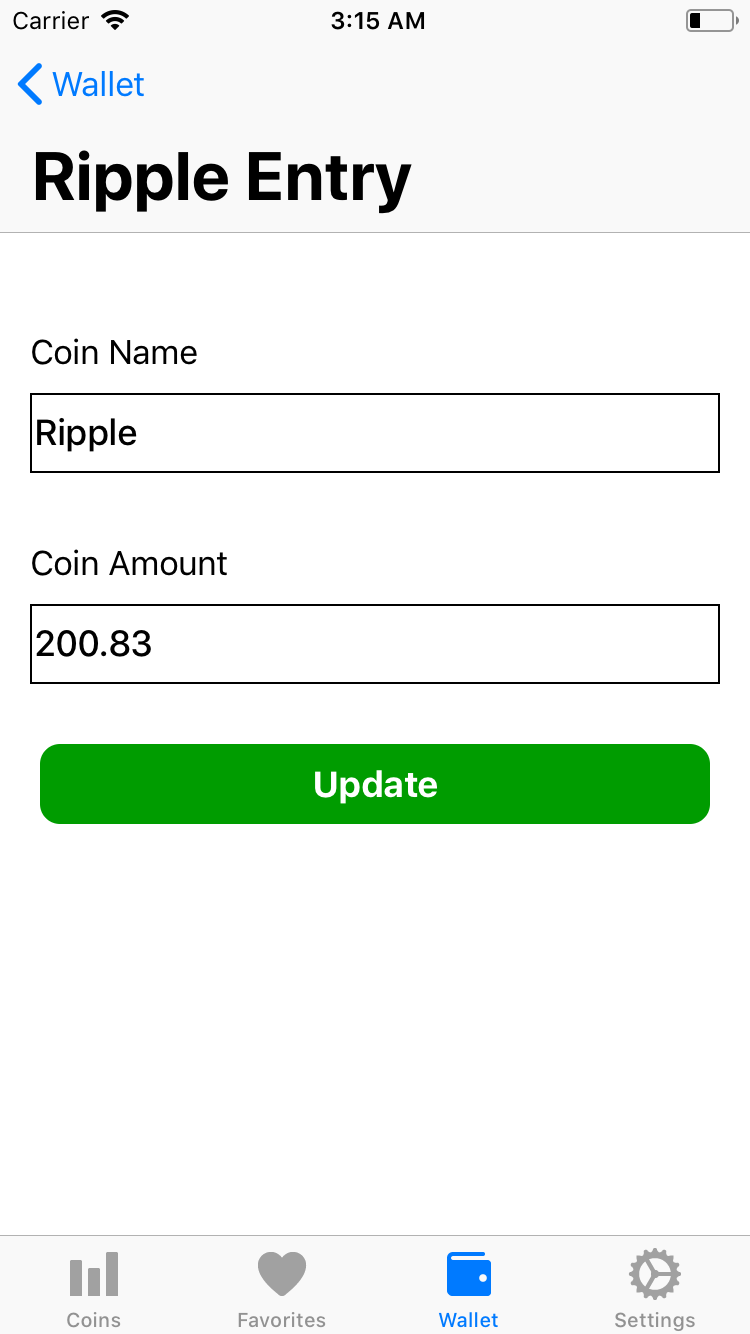 Carrier 3:15 AM
Wallet
Ripple Entry
Coin Name
Ripple
Coin Amount
200.83
Update
Coins Favorites Wallet Settings